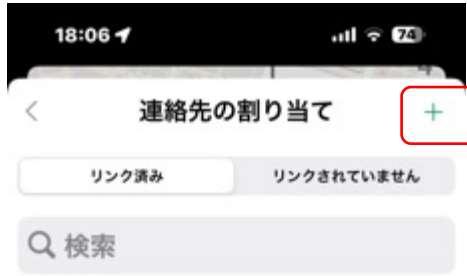 18:06
74
連絡先の割り当て
+
リンク済み
リンクされていません
検索